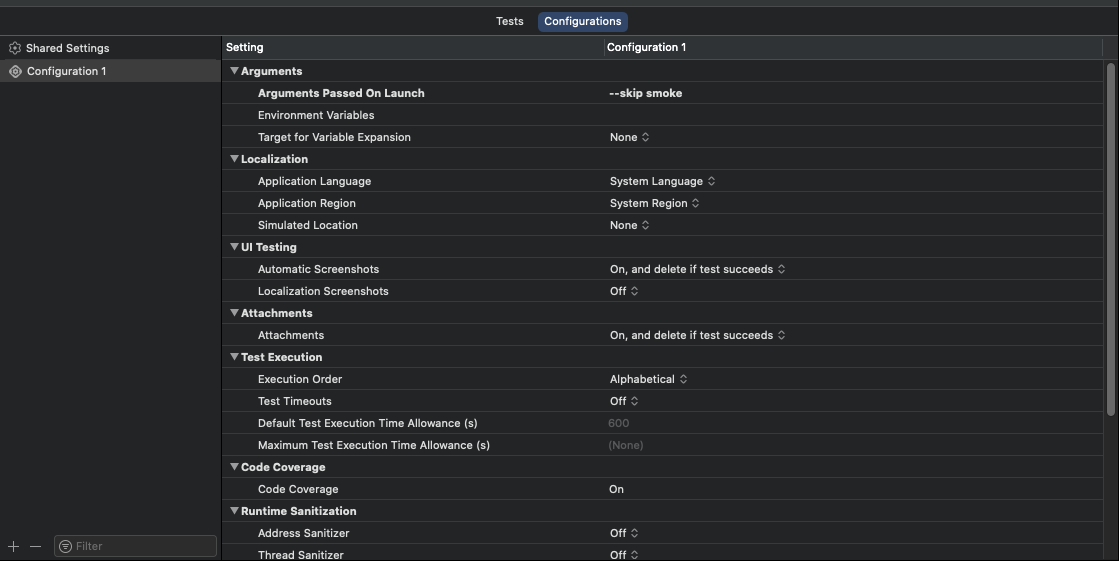 Tests Configurations
Shared Settings
Configuration 1
Setting Configuration 1
Arguments
Arguments Passed On Launch --skip smoke
Environment Variables
Target for Variable Expansion None
Localization
Application Language System Language
Application Region System Region
Simulated Location None
UI Testing
Automatic Screenshots On, and delete if test succeeds
Localization Screenshots Off
Attachments
Attachments On, and delete if test succeeds
Test Execution
Execution Order Alphabetical
Test Timeouts Off
Default Test Execution Time Allowance (s) 600
Maximum Test Execution Time Allowance (s) (None)
Code Coverage
Code Coverage On
Runtime Sanitization
Address Sanitizer Off
Thread Sanitizer Off
Filter